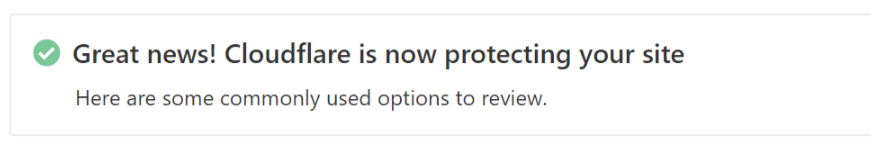 Great news! Cloudflare is now protecting your site
Here are some commonly used options to review.